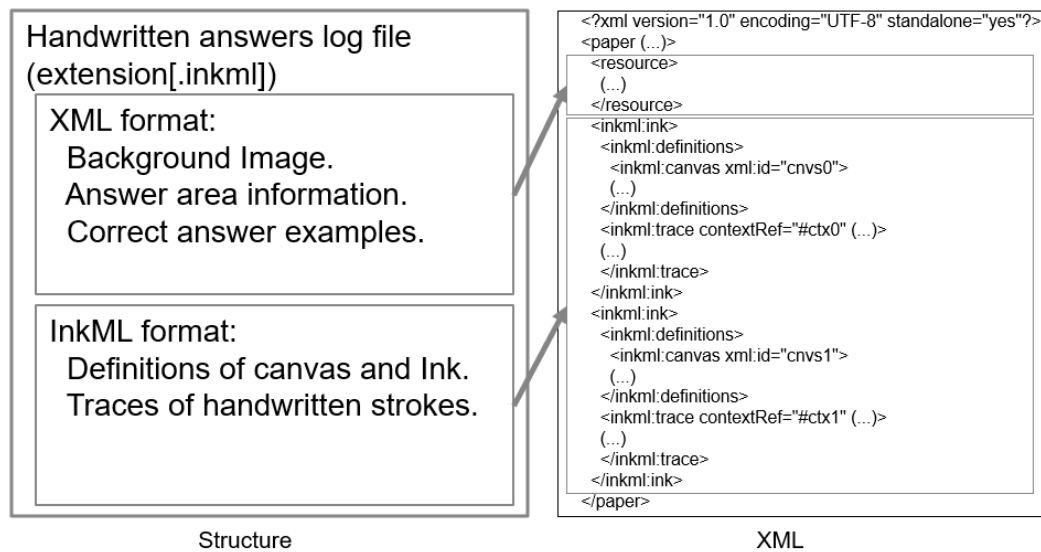 Handwritten answers log file
(extension[.inkml])
XML format:
Background Image.
Answer area information.
Correct answer examples.
InkML format:
Definitions of canvas and Ink.
Traces of handwritten strokes.
Structure
<?xml version="1.0" encoding="UTF-8" standalone="yes"?>
<paper (...)>
<resource>
(...)
</resource>
<inkml:ink>
<inkml:definitions>
<inkml:canvas xml:id="cnvs0">
(...)
</inkml:definitions>
<inkml:trace contextRef="#ctx0" (...)>
(...)
</inkml:trace>
</inkml:ink>
<inkml:ink>
<inkml:definitions>
<inkml:canvas xml:id="cnvs1">
(...)
</inkml:definitions>
<inkml:trace contextRef="#ctx1" (...)>
(...)
</inkml:trace>
</inkml:ink>
</paper>
XML